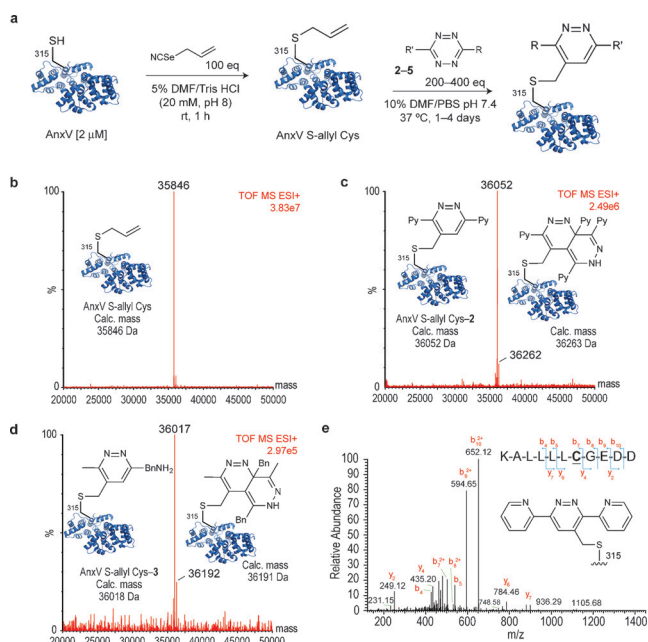 a
SH
315
AnxV [2 μM]
NCSe
100 eq
5% DMF/Tris HCl
(20 mM, pH 8)
rt, 1 h
S
315
AnxV S-allyl Cys
N=N
R'
R
N=N
2–5
200–400 eq
10% DMF/PBS pH 7.4
37 ºC, 1–4 days
N=N
R
R'
S
315
b
100
%
0
35846
TOF MS ESI+
3.83e7
S
315
AnxV S-allyl Cys
Calc. mass
35846 Da
20000 25000 30000 35000 40000 45000 50000 mass
c
100
%
0
36052
TOF MS ESI+
2.49e6
N=N
Py
Py
S
315
AnxV S-allyl Cys–2
Calc. mass
36052 Da
N=N
Py
Py
Py
N
NH
S
315
Py
Calc. mass
36263 Da
36262
20000 25000 30000 35000 40000 45000 50000 mass
d
100
%
0
36017
TOF MS ESI+
2.97e5
N=N
BnNH2
S
315
AnxV S-allyl Cys–3
Calc. mass
36018 Da
N=N
Bn
N
NH
S
Bn
315
Calc. mass
36191 Da
36192
20000 25000 30000 35000 40000 45000 50000 mass
e
Relative Abundance
100
80
60
40
20
0
b10 2+
652.12
b9 2+
594.65
y2
249.12
231.15
y4
435.20
b4
b7 2+
b8 2+
b5
748.58
y6
784.46
y7
936.29
1105.68
200 400 600 800 1000 1200 1400
m/z
b4 b5 b7 b8 b9 b10
K-A-L-L-L-L-C-G-E-D-D
y7 y6 y4 y2
N
N=N
N
S
315